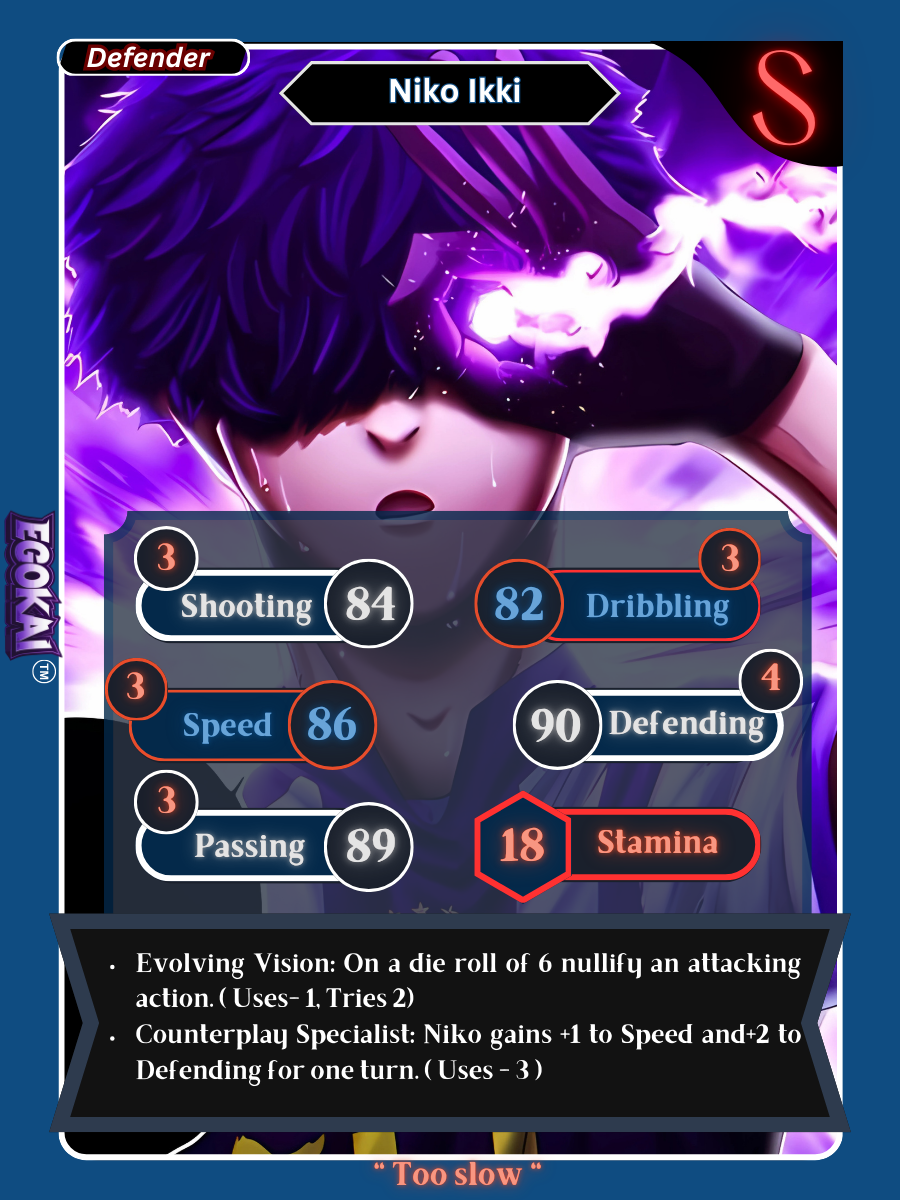 Defender
Niko Ikki
S
3
Shooting 84
3
82 Dribbling
3
Speed 86
4
90 Defending
3
Passing 89
18 Stamina
EGOKAI
TM
• Evolving Vision: On a die roll of 6 nullify an attacking
action. ( Uses- 1, Tries 2)
• Counterplay Specialist: Niko gains +1 to Speed and+2 to
Defending for one turn. ( Uses - 3 )
“ Too slow “